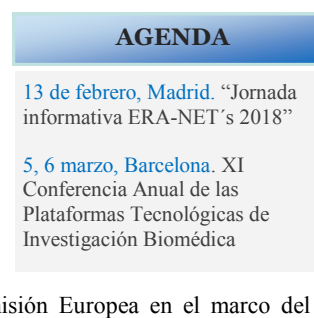 AGENDA
13 de febrero, Madrid. “Jornada
informativa ERA-NET´s 2018”
5, 6 marzo, Barcelona. XI
Conferencia Anual de las
Plataformas Tecnológicas de
Investigación Biomédica
Europea en el marco del